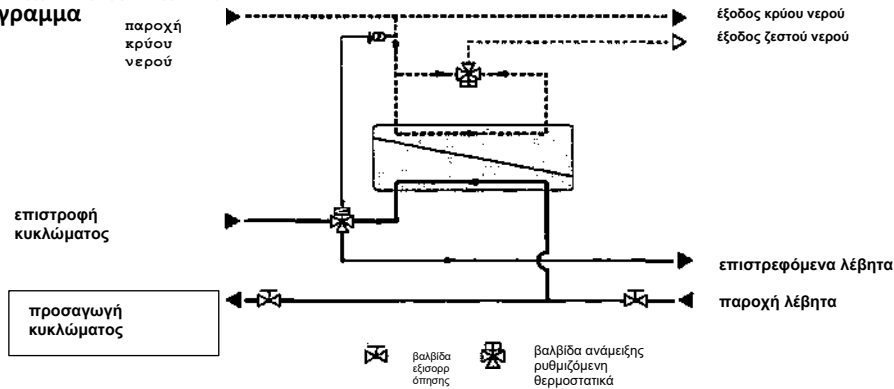 γραμμα
παροχή
κρύου
νερού
έξοδος κρύου νερού
έξοδος ζεστού νερού
επιστροφή
κυκλώματος
επιστρεφόμενα λέβητα
προσαγωγή
κυκλώματος
παροχή λέβητα
βαλβίδα
εξισορρ
όπησης
βαλβίδα ανάμειξης
ρυθμιζόμενη
θερμοστατικά